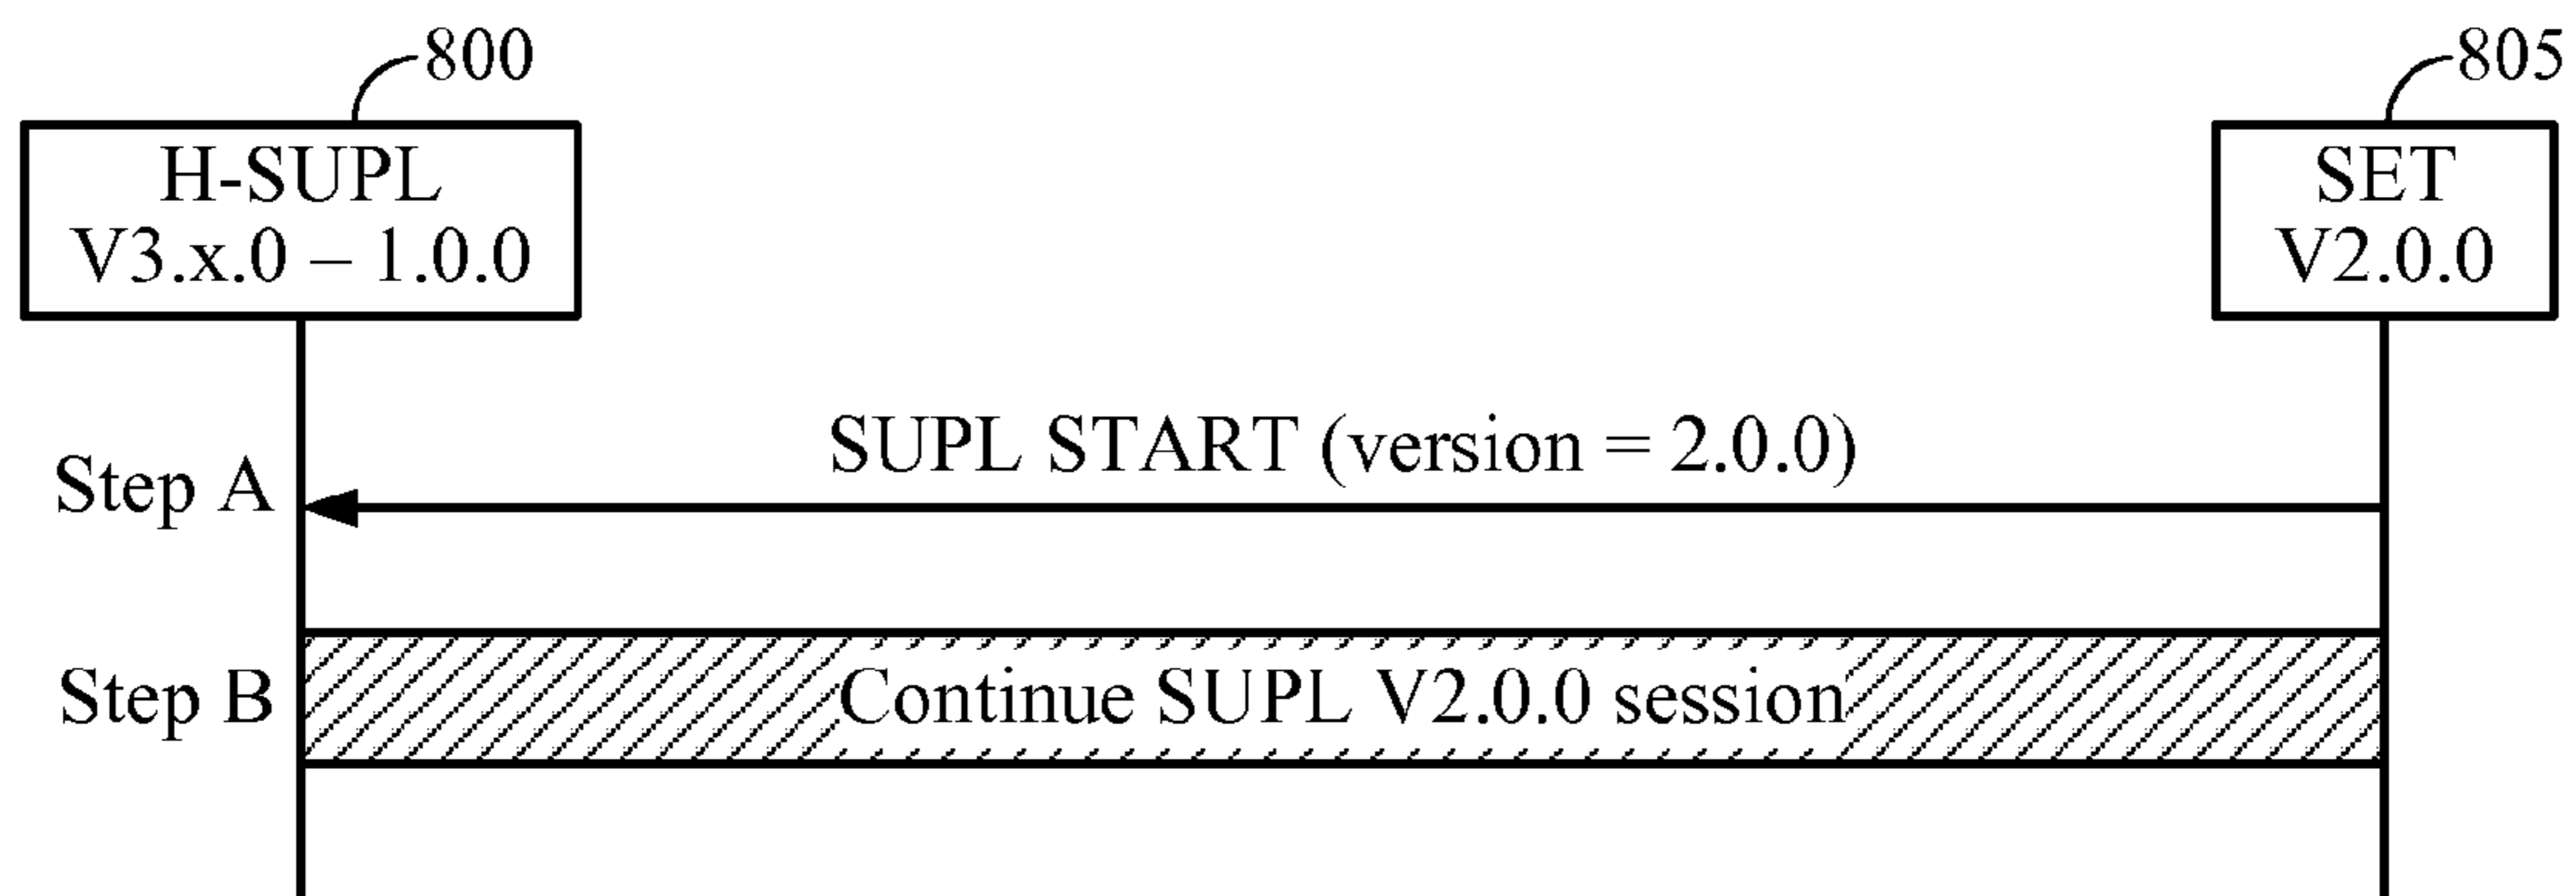 800
805
H-SUPL
V3.x.0 – 1.0.0
SET
V2.0.0
SUPL START (version = 2.0.0)
Step A
Step B
Continue SUPL V2.0.0 session